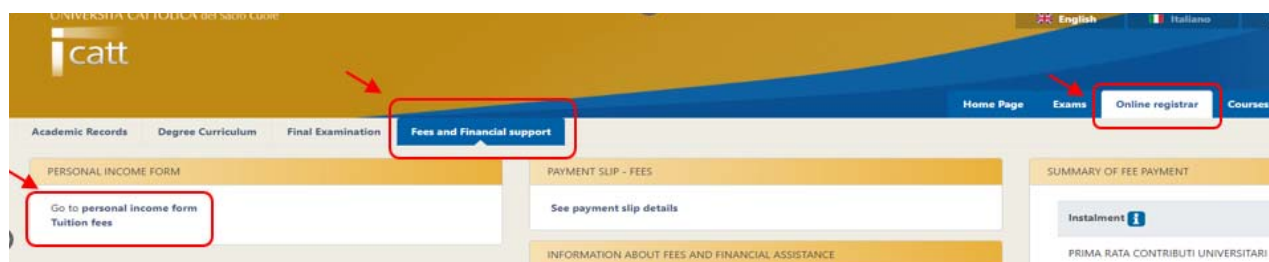 UNIVERSITÀ CATTOLICA del Sacro Cuore
icatt
English
Italiano
Home Page
Exams
Online registrar
Courses
Academic Records
Degree Curriculum
Final Examination
Fees and Financial support
PERSONAL INCOME FORM
Go to personal income form
Tuition fees
PAYMENT SLIP - FEES
See payment slip details
INFORMATION ABOUT FEES AND FINANCIAL ASSISTANCE
SUMMARY OF FEE PAYMENT
Instalment i
PRIMA RATA CONTRIBUTI UNIVERSITARI